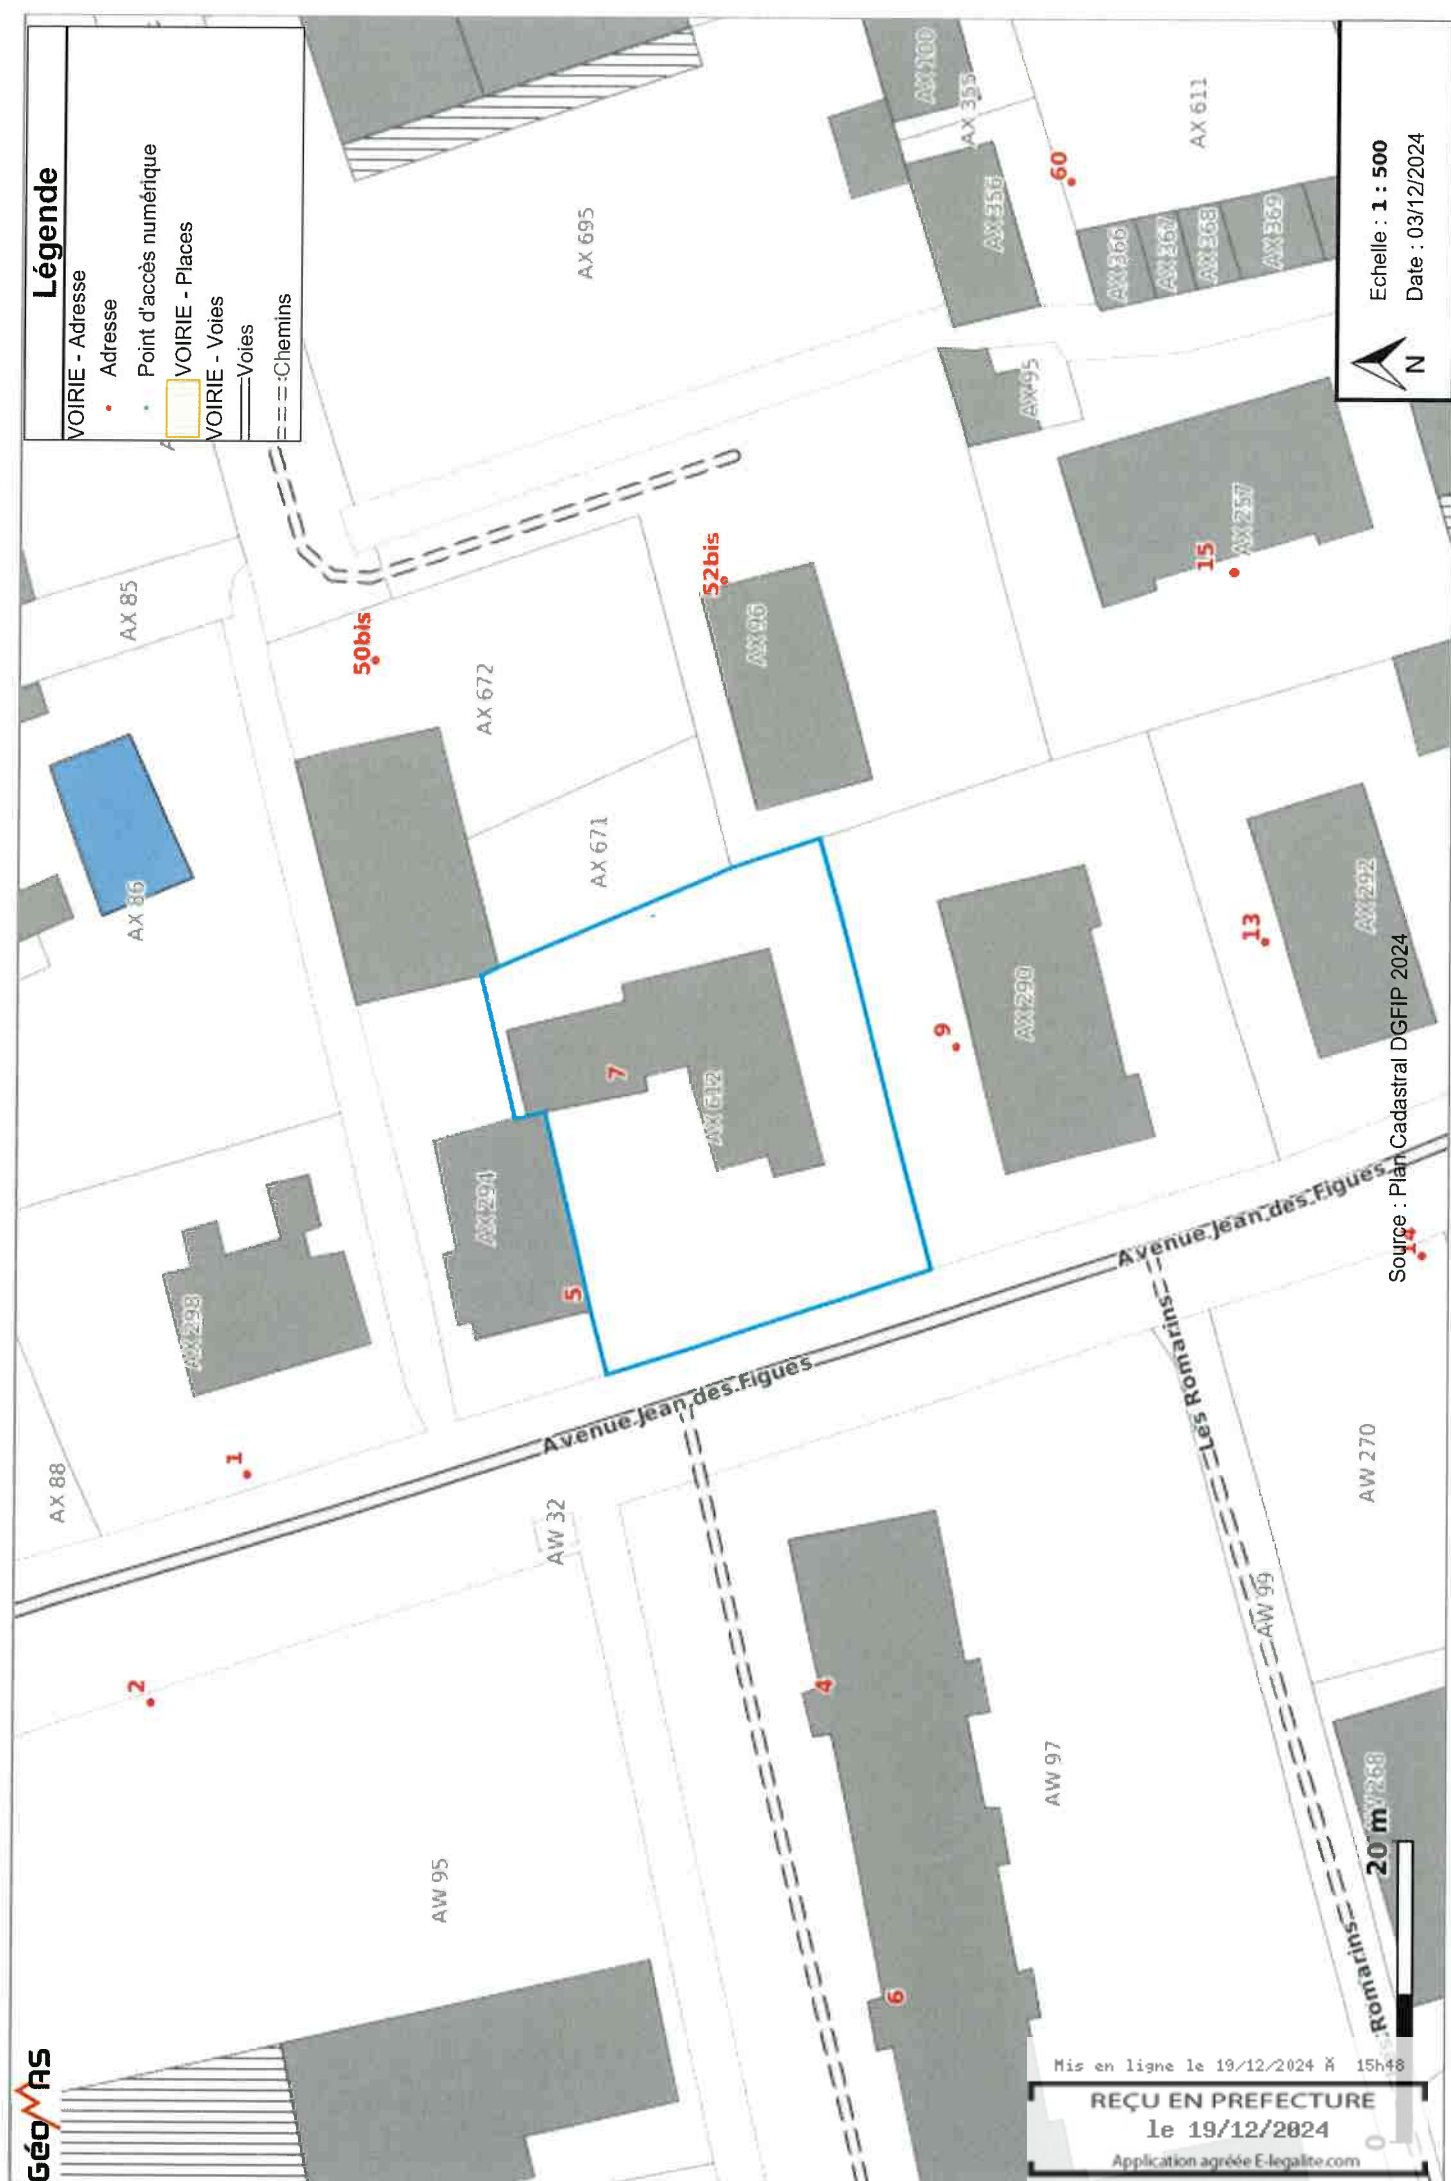 GéoMAS
Légende
VOIRIE - Adresse
Adresse
Point d'accès numérique
VOIRIE - Places
VOIRIE - Voies
Voies
Chemins
AX 88
AX 86
AX 85
AX 298
1
2
AX 294
5
7
AX 612
AX 671
AX 672
50bis
52bis
AX 96
AX 695
AX 100
AX 355
AX 356
60
AX 611
AX 366
AX 367
AX 368
AX 369
AX 95
15
AX 257
9
AX 290
13
AX 292
14
Avenue Jean des Figues
Avenue Jean des Figues
Les Romarins
Romarins
AW 32
AW 95
4
6
AW 97
AW 99
AW 270
20 m
0
Source : Plan Cadastral DGFIP 2024
N
Echelle : 1 : 500
Date : 03/12/2024
Mis en ligne le 19/12/2024 Ã 15h48
REÇU EN PREFECTURE
le 19/12/2024
Application agréée E-legalite.com